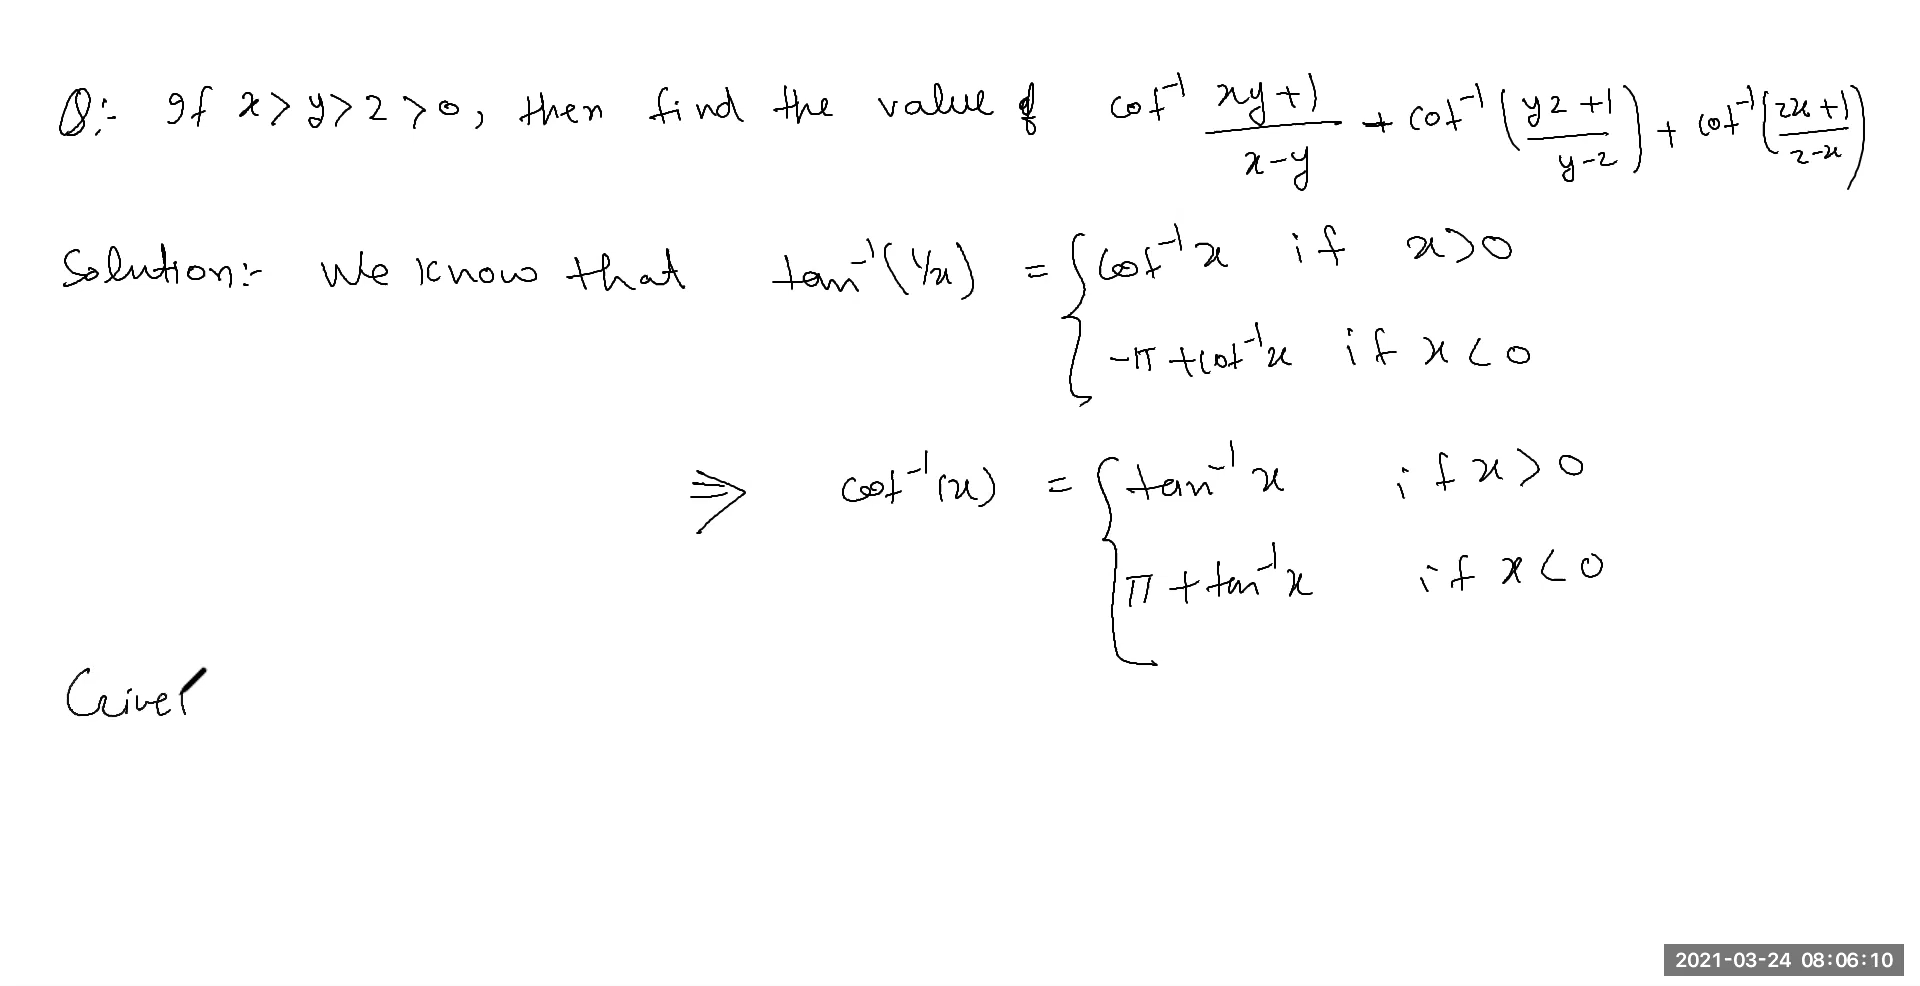 Q:- If x > y > z > 0, then find the value of cot⁻¹ (xy+1)/(x-y) + cot⁻¹ ((yz+1)/(y-z)) + cot⁻¹ ((zx+1)/(z-x))
Solution:- We know that tan⁻¹(1/x) = { cot⁻¹x if x>0
-π + cot⁻¹x if x<0
⇒ cot⁻¹(x) = { tan⁻¹x if x>0
π + tan⁻¹x if x<0
2021-03-24 08:06:10